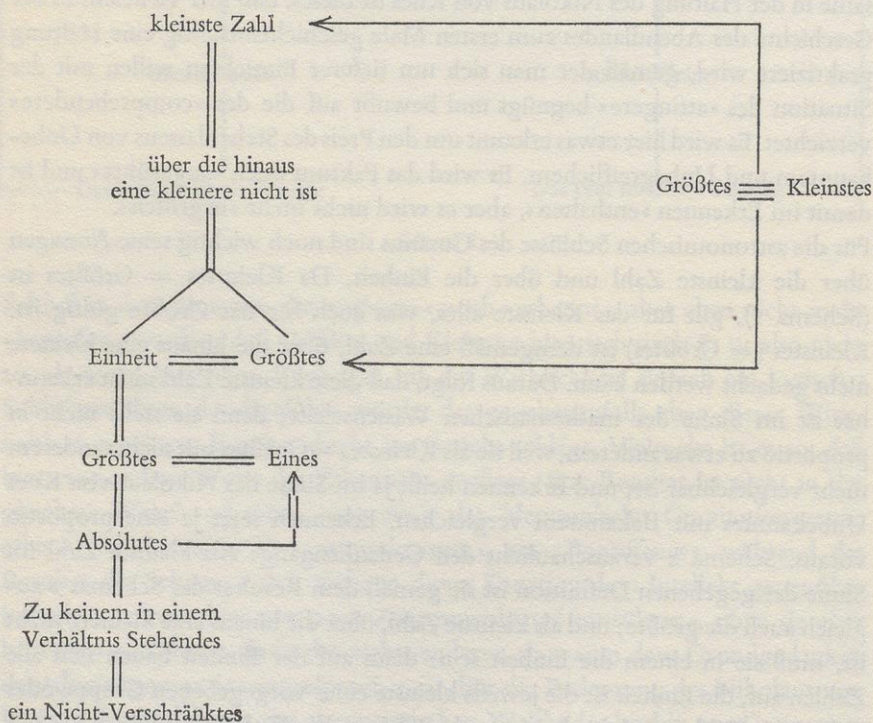 kleinste Zahl
über die hinaus
eine kleinere nicht ist
Größtes Kleinstes
Einheit Größtes
Größtes Eines
Absolutes
Zu keinem in einem
Verhältnis Stehendes
ein Nicht-Verschränktes